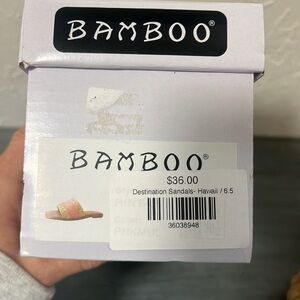 BAMBOO®
BAMBOO®
$36.00
Destination Sandals- Hawaii / 6.5
36038948